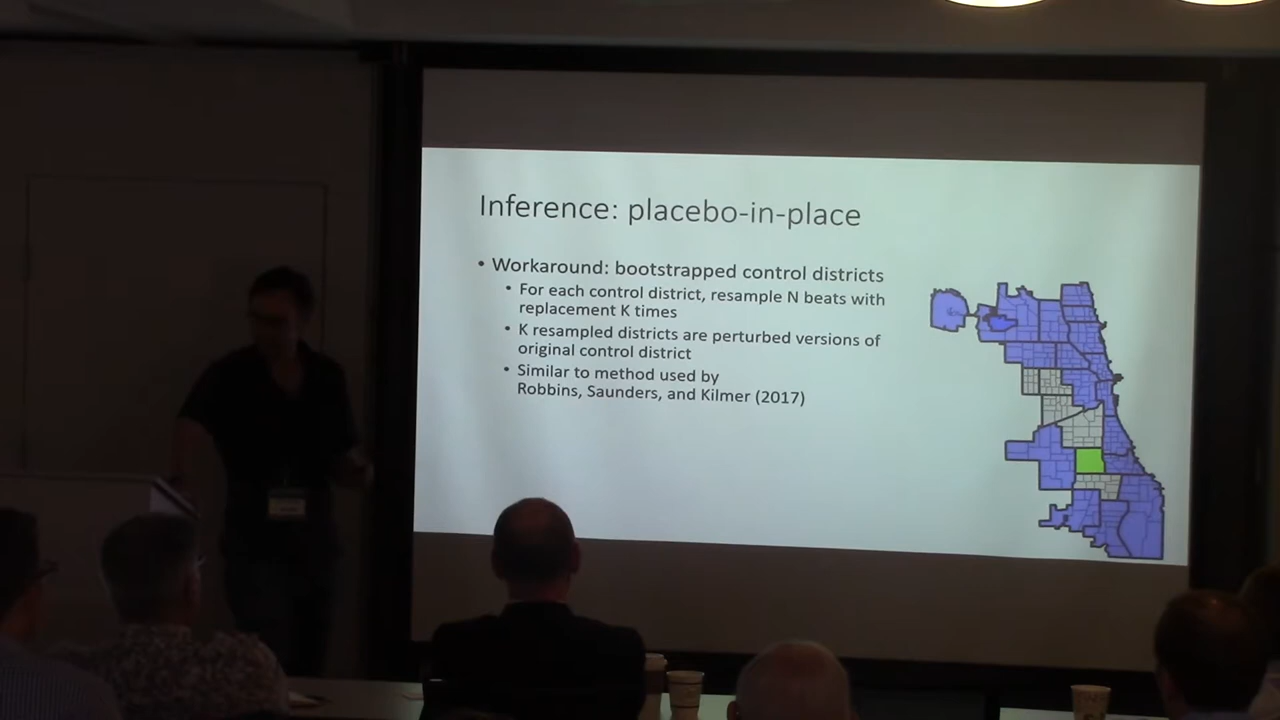 Inference: placebo-in-place
• Workaround: bootstrapped control districts
• For each control district, resample N beats with
replacement K times
• K resampled districts are perturbed versions of
original control district
• Similar to method used by
Robbins, Saunders, and Kilmer (2017)